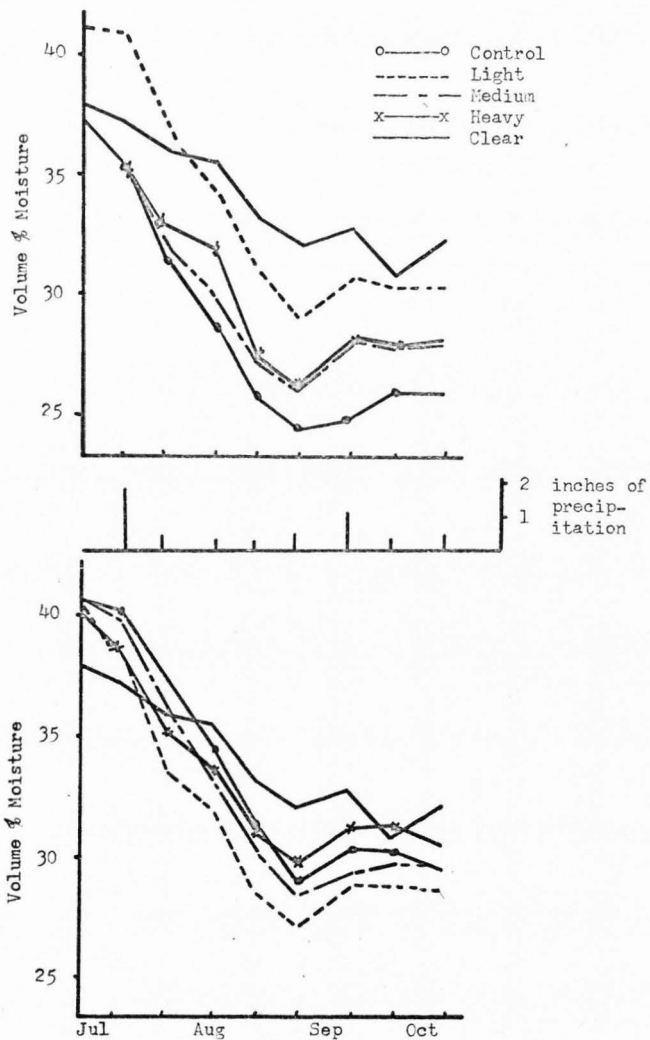 40
35
30
25
Volume % Moisture
o——o Control
Light
Medium
x——x Heavy
Clear
2 inches of
1 precip-
itation
40
35
30
25
Volume % Moisture
Jul Aug Sep Oct